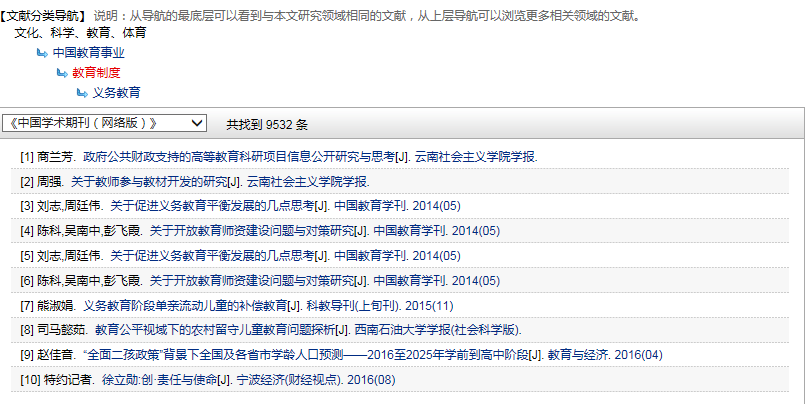 【文献分类导航】 说明：从导航的最底层可以看到与本文研究领域相同的文献，从上层导航可以浏览更多相关领域的文献。
文化、科学、教育、体育
中国教育事业
教育制度
义务教育
《中国学术期刊（网络版）》 共找到 9532 条
[1] 商兰芳. 政府公共财政支持的高等教育科研项目信息公开研究与思考[J]. 云南社会主义学院学报.
[2] 周强. 关于教师参与教材开发的研究[J]. 云南社会主义学院学报.
[3] 刘志,周廷伟. 关于促进义务教育平衡发展的几点思考[J]. 中国教育学刊. 2014(05)
[4] 陈科,吴南中,彭飞霞. 关于开放教育师资建设问题与对策研究[J]. 中国教育学刊. 2014(05)
[5] 刘志,周廷伟. 关于促进义务教育平衡发展的几点思考[J]. 中国教育学刊. 2014(05)
[6] 陈科,吴南中,彭飞霞. 关于开放教育师资建设问题与对策研究[J]. 中国教育学刊. 2014(05)
[7] 熊淑娟. 义务教育阶段单亲流动儿童的补偿教育[J]. 科教导刊(上旬刊). 2015(11)
[8] 司马懿茹. 教育公平视域下的农村留守儿童教育问题探析[J]. 西南石油大学学报(社会科学版).
[9] 赵佳音. “全面二孩政策”背景下全国及各省市学龄人口预测——2016至2025年学前到高中阶段[J]. 教育与经济. 2016(04)
[10] 特约记者. 徐立勋:创·责任与使命[J]. 宁波经济(财经视点). 2016(08)